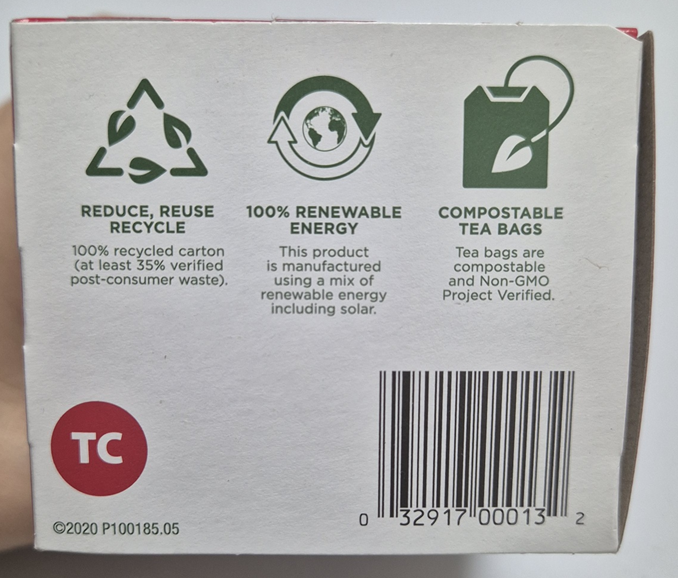 REDUCE, REUSE
RECYCLE
100% recycled carton
(at least 35% verified
post-consumer waste).
100% RENEWABLE
ENERGY
This product
is manufactured
using a mix of
renewable energy
including solar.
COMPOSTABLE
TEA BAGS
Tea bags are
compostable
and Non-GMO
Project Verified.
TC
©2020 P100185.05
0 32917 00013 2